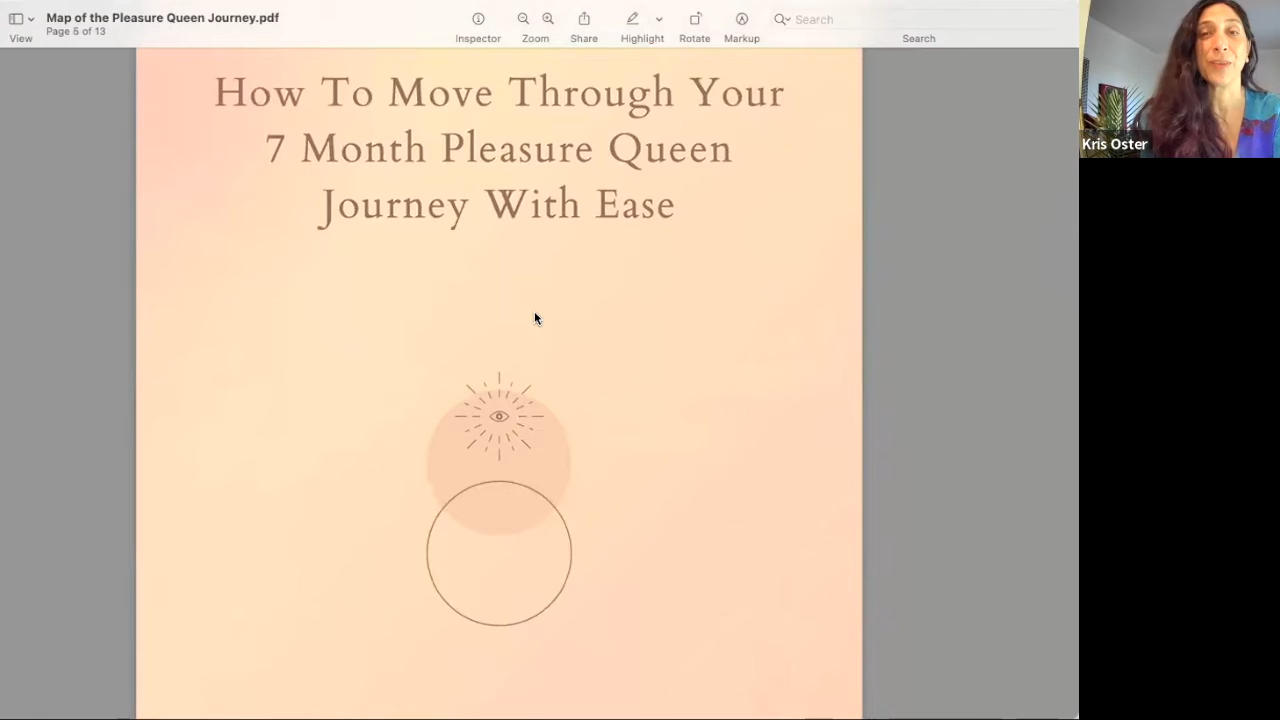 Map of the Pleasure Queen Journey.pdf
Page 5 of 13
View
Inspector
Zoom
Share
Highlight
Rotate
Markup
Search
Search
How To Move Through Your
7 Month Pleasure Queen
Journey With Ease
Kris Oster